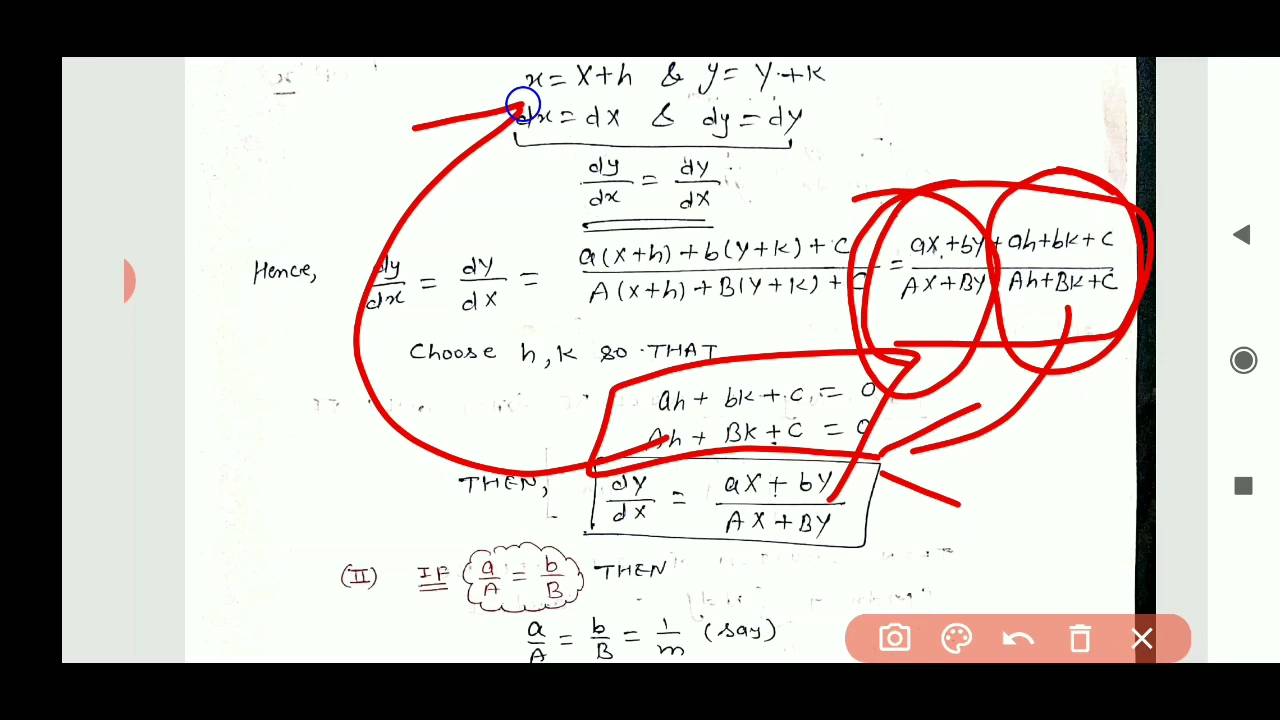 x = X+h & y = Y+k
dx = dX & dy = dY
dy/dx = dY/dX
Hence, dy/dx = dY/dX = a(X+h)+b(Y+k)+C / A(X+h)+B(Y+k)+C = aX+bY+ah+bk+C / AX+BY+Ah+Bk+C
Choose h,k so THAT
ah+bk+C = 0
Ah+Bk+C = 0
THEN, dY/dX = aX+bY / AX+BY
(II) IF a/A = b/B THEN
a/A = b/B = 1/m (say)